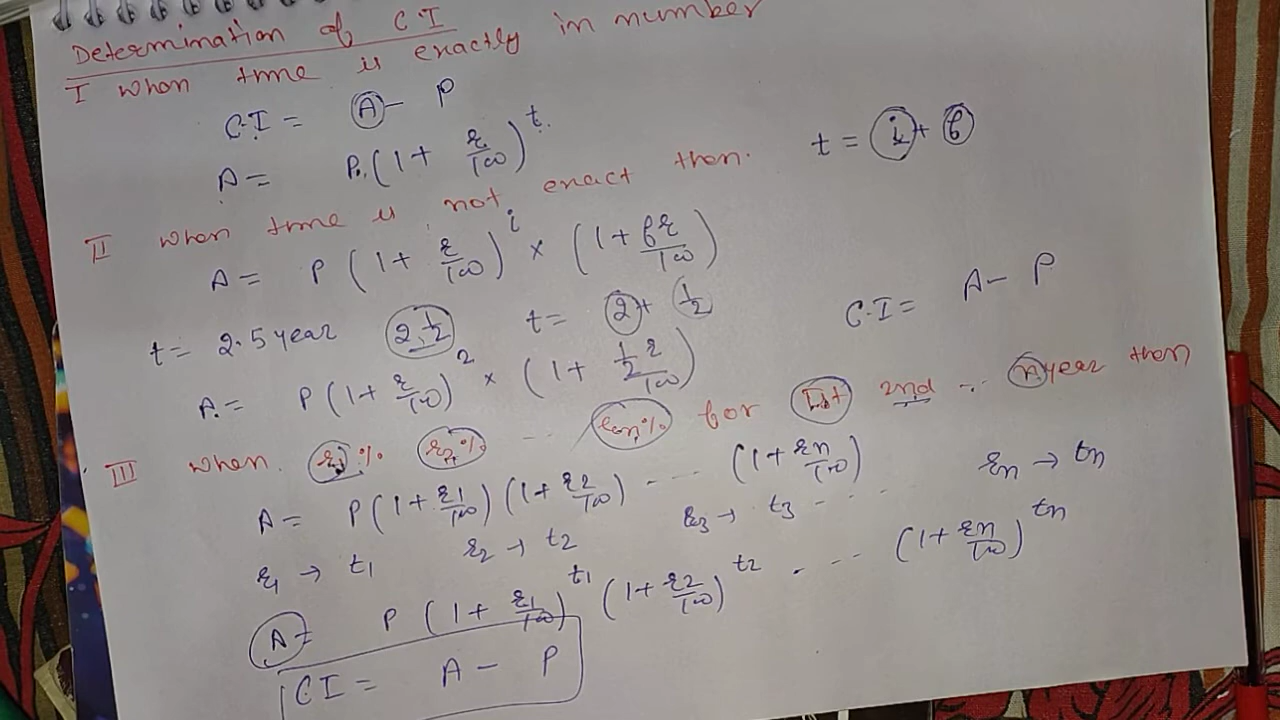 Determination of C.I
I when time is exactly in number
C.I = A - P
A = P.(1 + r/100)^t.
t = i + f
II when time is not exact then.
A = P (1 + r/100)^i × (1 + fr/100)
t = 2.5 year 2 1/2 t = 2 + 1/2
C.I = A - P
A = P(1 + r/100)^2 × (1 + 1/2 r/100)
III when r1% r2% ... rn% for Ist 2nd ... n year then
A = P(1 + r1/100)(1 + r2/100) --- (1 + rn/100)
r1 → t1 r2 → t2 r3 → t3 --- rn → tn
A = P (1 + r1/100)^t1 (1 + r2/100)^t2 . -- (1 + rn/100)^tn
CI = A - P